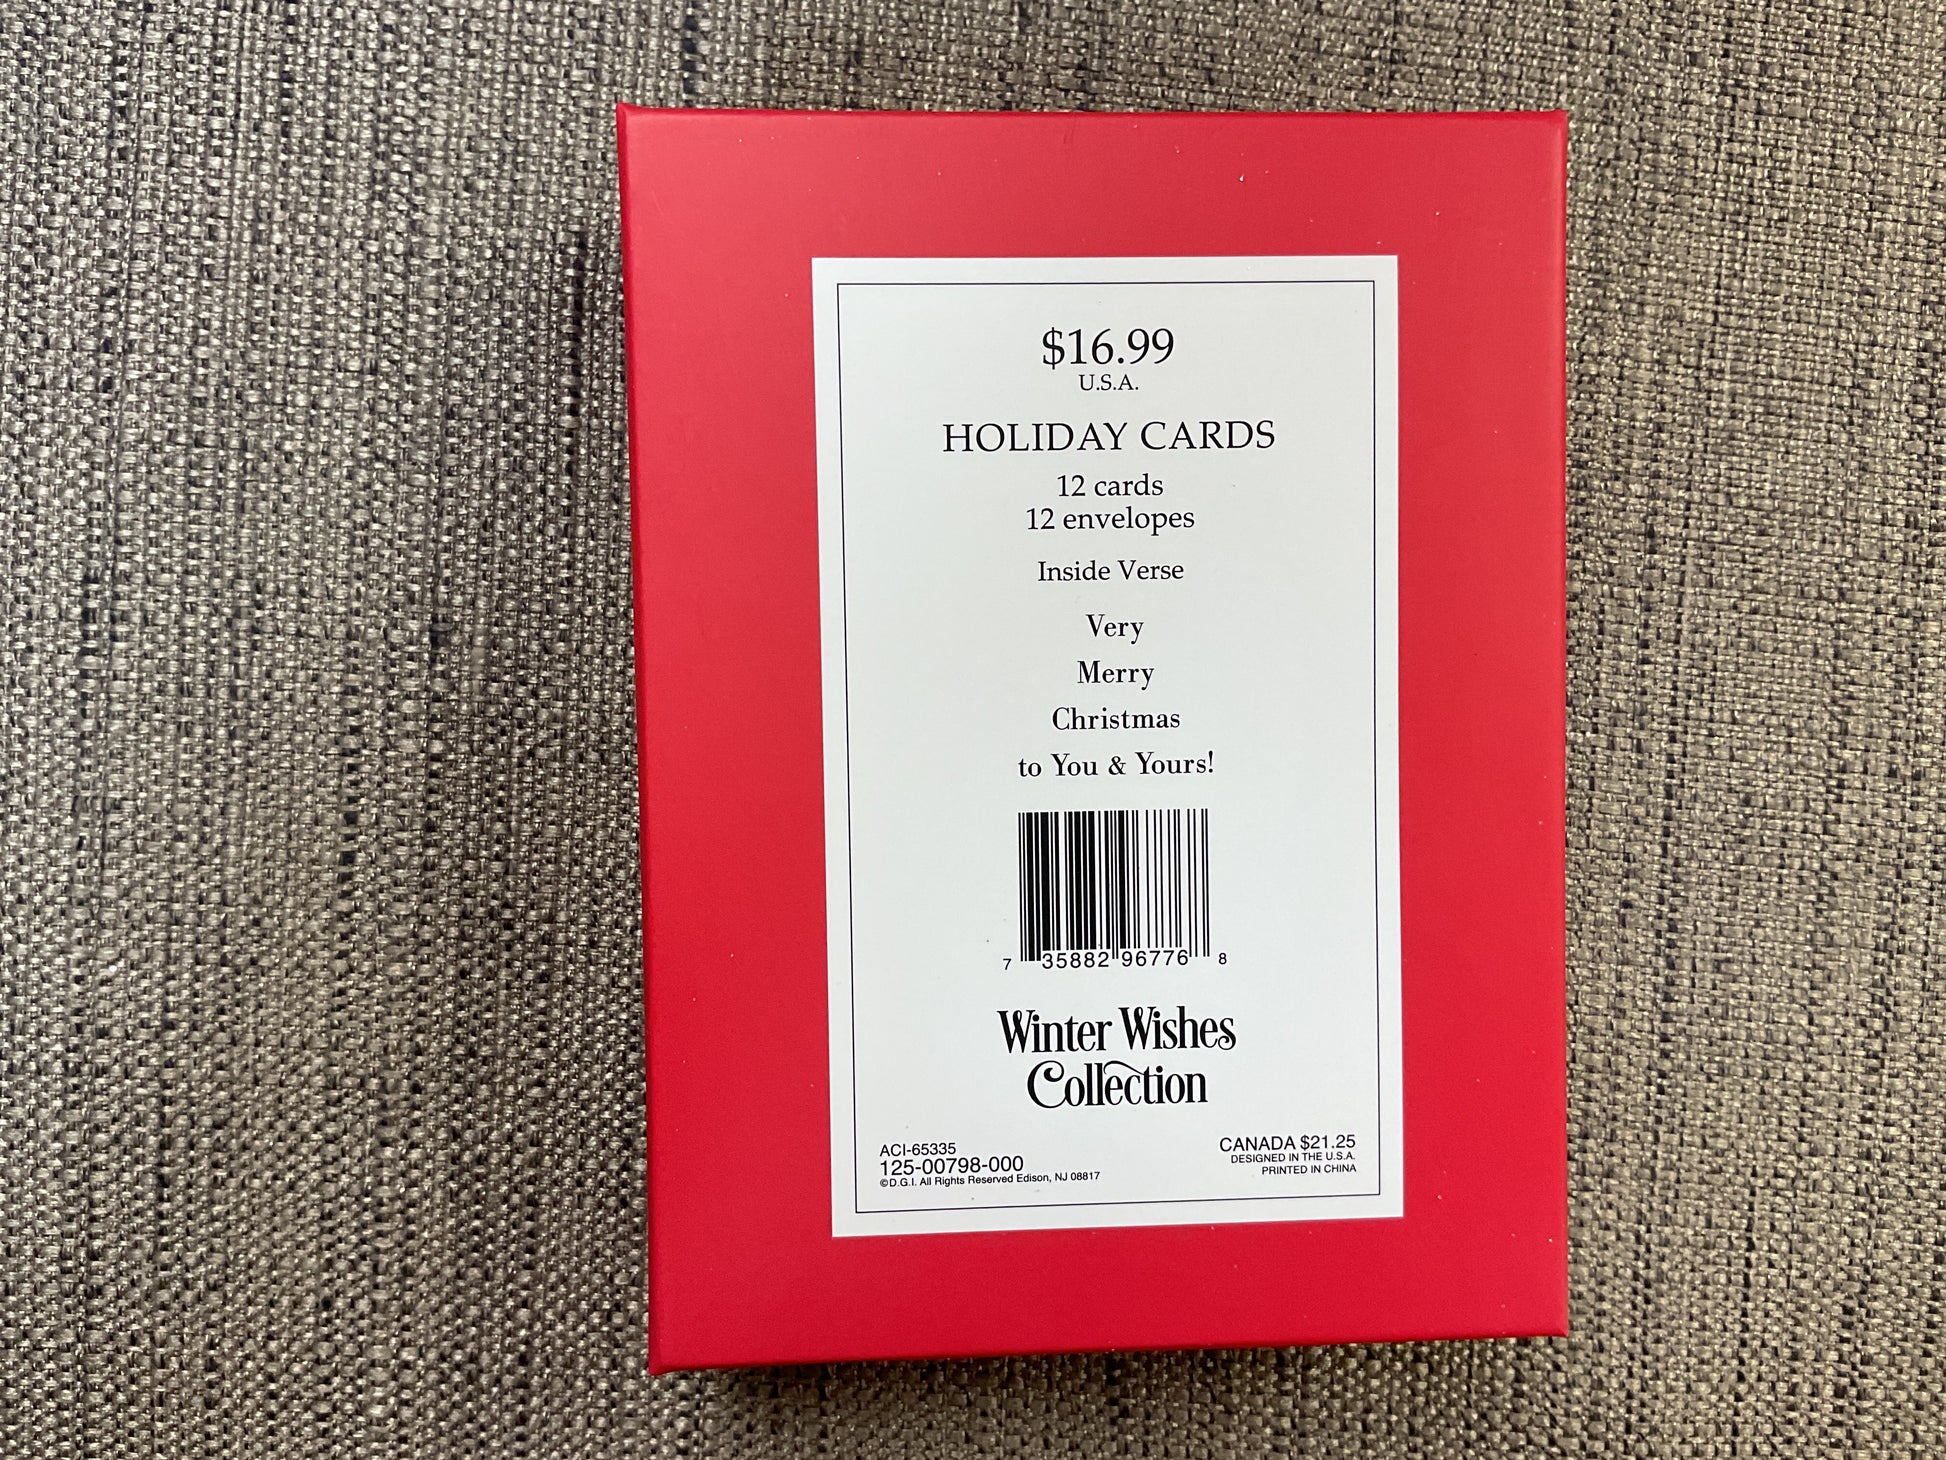 $16.99
U.S.A.
HOLIDAY CARDS
12 cards
12 envelopes
Inside Verse
Very
Merry
Christmas
to You & Yours!
7 35882 96776 8
Winter Wishes
Collection
ACI-65335
125-00798-000
©D.G.I. All Rights Reserved Edison, NJ 08817
CANADA $21.25
DESIGNED IN THE U.S.A.
PRINTED IN CHINA